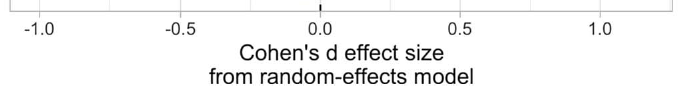 -1.0 -0.5 0.0 0.5 1.0
Cohen's d effect size
from random-effects model